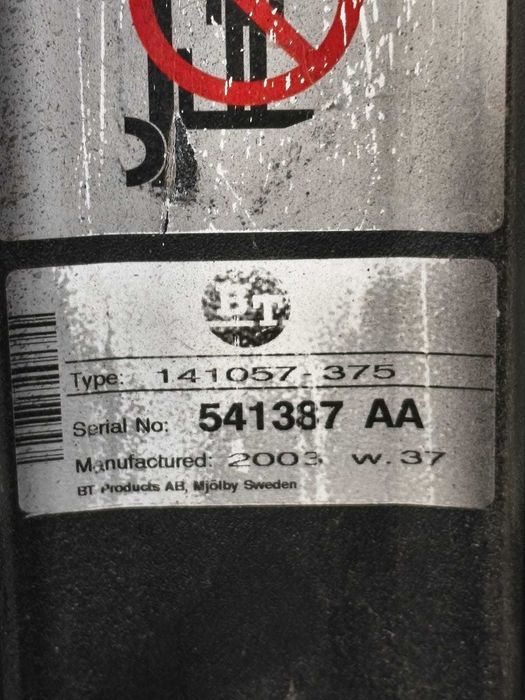 BT
Type: 141057-375
Serial No: 541387 AA
Manufactured: 2003 w.37
BT Products AB, Mjölby Sweden